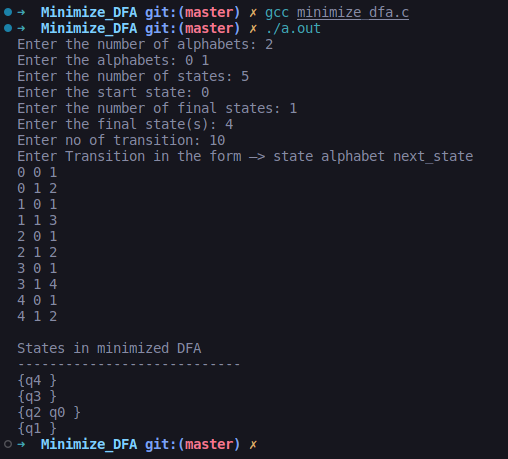 ➜ Minimize_DFA git:(master) ✗ gcc minimize_dfa.c
➜ Minimize_DFA git:(master) ✗ ./a.out
Enter the number of alphabets: 2
Enter the alphabets: 0 1
Enter the number of states: 5
Enter the start state: 0
Enter the number of final states: 1
Enter the final state(s): 4
Enter no of transition: 10
Enter Transition in the form —> state alphabet next_state
0 0 1
0 1 2
1 0 1
1 1 3
2 0 1
2 1 2
3 0 1
3 1 4
4 0 1
4 1 2
States in minimized DFA
----------------------------
{q4 }
{q3 }
{q2 q0 }
{q1 }
➜ Minimize_DFA git:(master) ✗